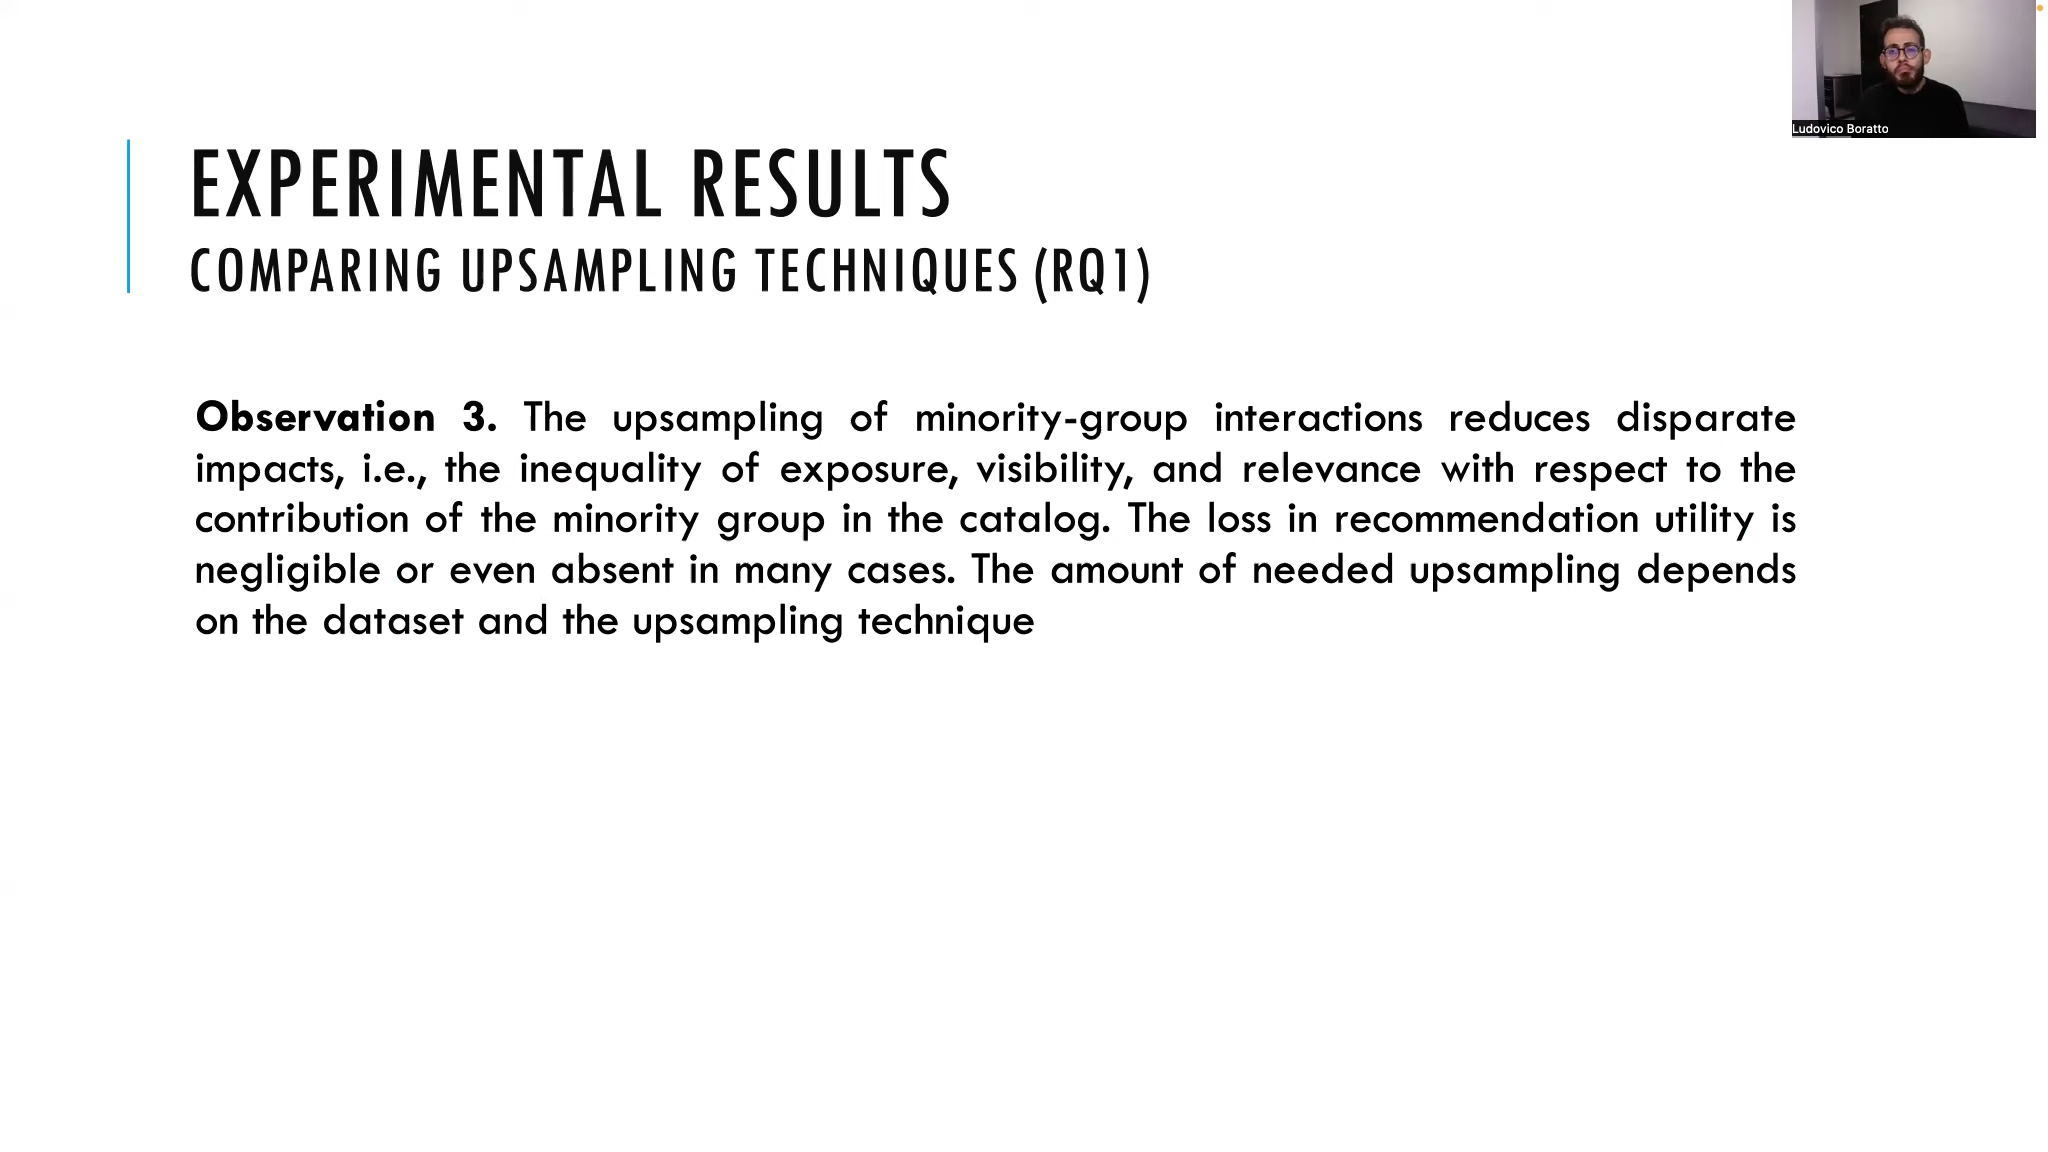 Ludovico Boratto
EXPERIMENTAL RESULTS
COMPARING UPSAMPLING TECHNIQUES (RQ1)
Observation 3. The upsampling of minority-group interactions reduces disparate
impacts, i.e., the inequality of exposure, visibility, and relevance with respect to the
contribution of the minority group in the catalog. The loss in recommendation utility is
negligible or even absent in many cases. The amount of needed upsampling depends
on the dataset and the upsampling technique